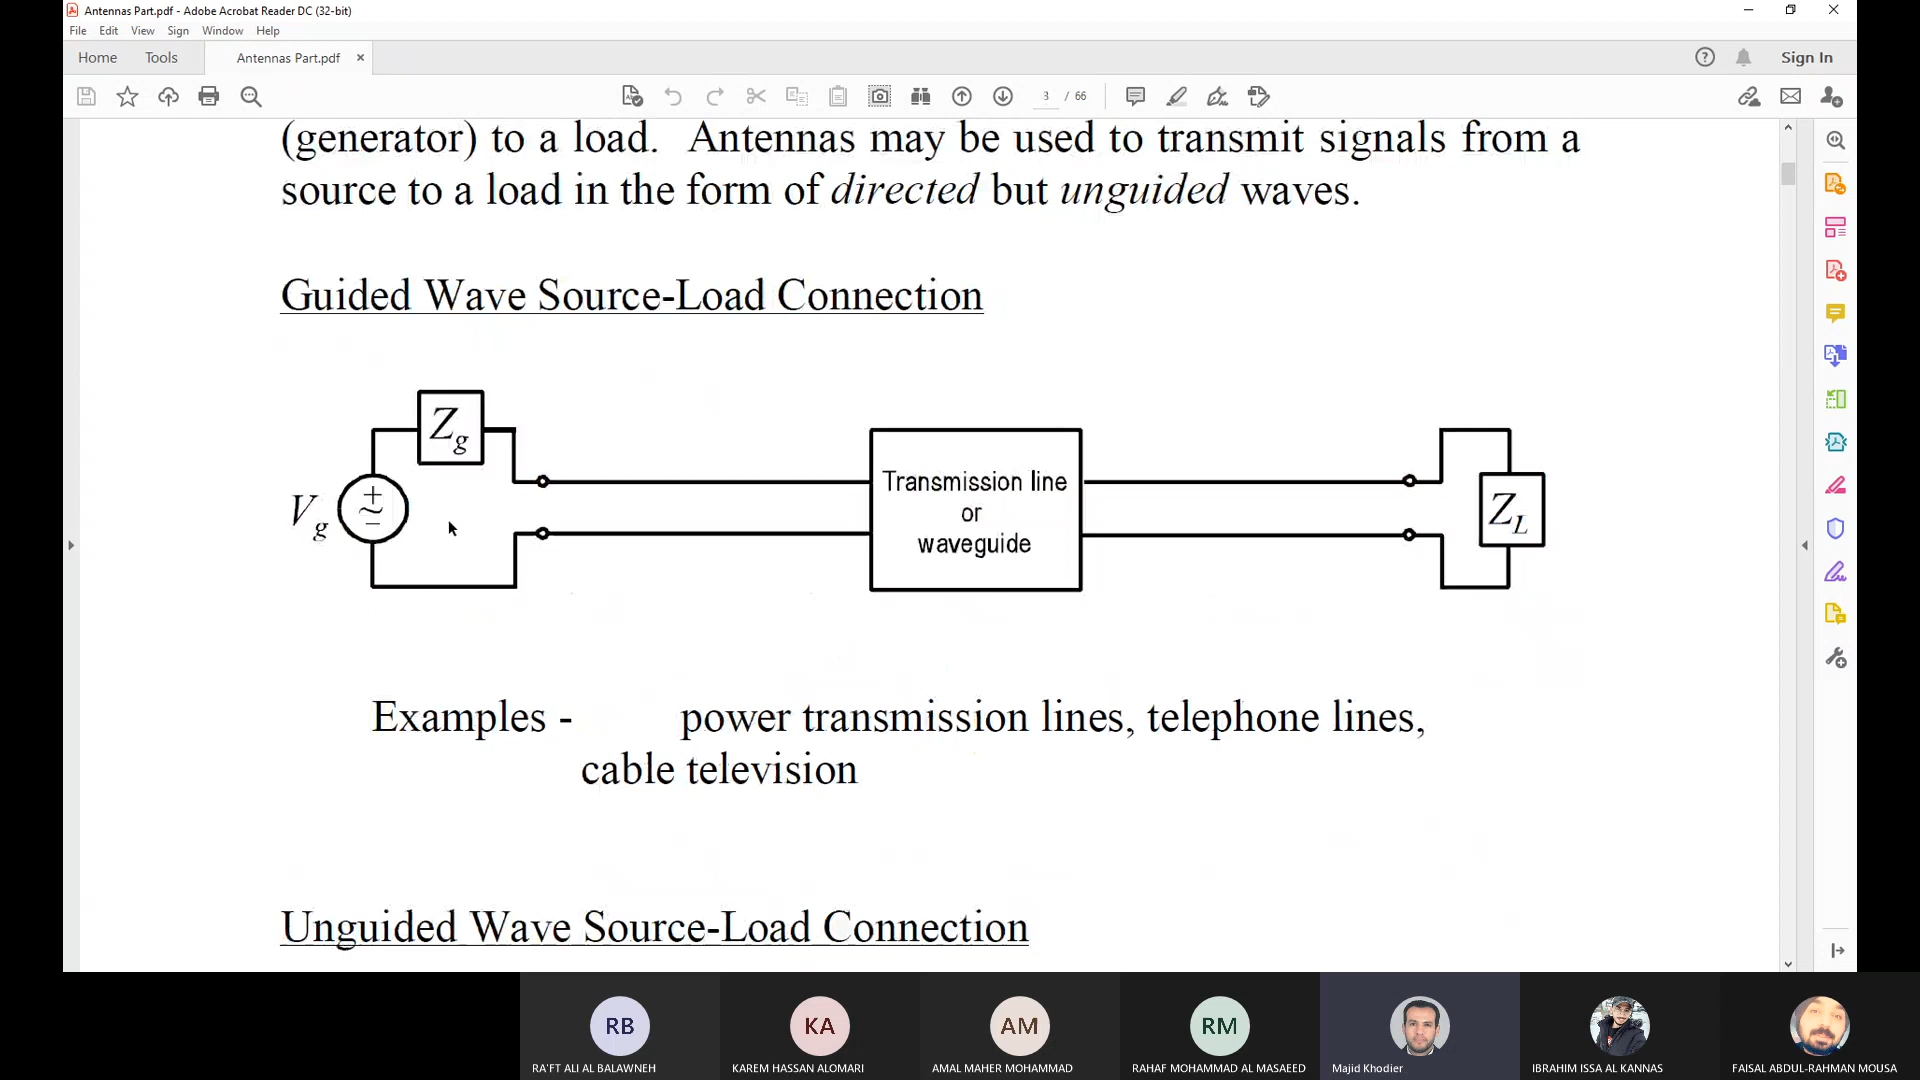 Antennas Part.pdf - Adobe Acrobat Reader DC (32-bit)
File Edit View Sign Window Help
Home Tools Antennas Part.pdf × Sign In
3 / 66
(generator) to a load. Antennas may be used to transmit signals from a
source to a load in the form of directed but unguided waves.
Guided Wave Source-Load Connection
Zg
Vg
+
~
−
Transmission line
or
waveguide
ZL
Examples - power transmission lines, telephone lines,
cable television
Unguided Wave Source-Load Connection
RB
KA
AM
RM
RA'FT ALI AL BALAWNEH
KAREM HASSAN ALOMARI
AMAL MAHER MOHAMMAD
RAHAF MOHAMMAD AL MASAEED
Majid Khodier
IBRAHIM ISSA AL KANNAS
FAISAL ABDUL-RAHMAN MOUSA